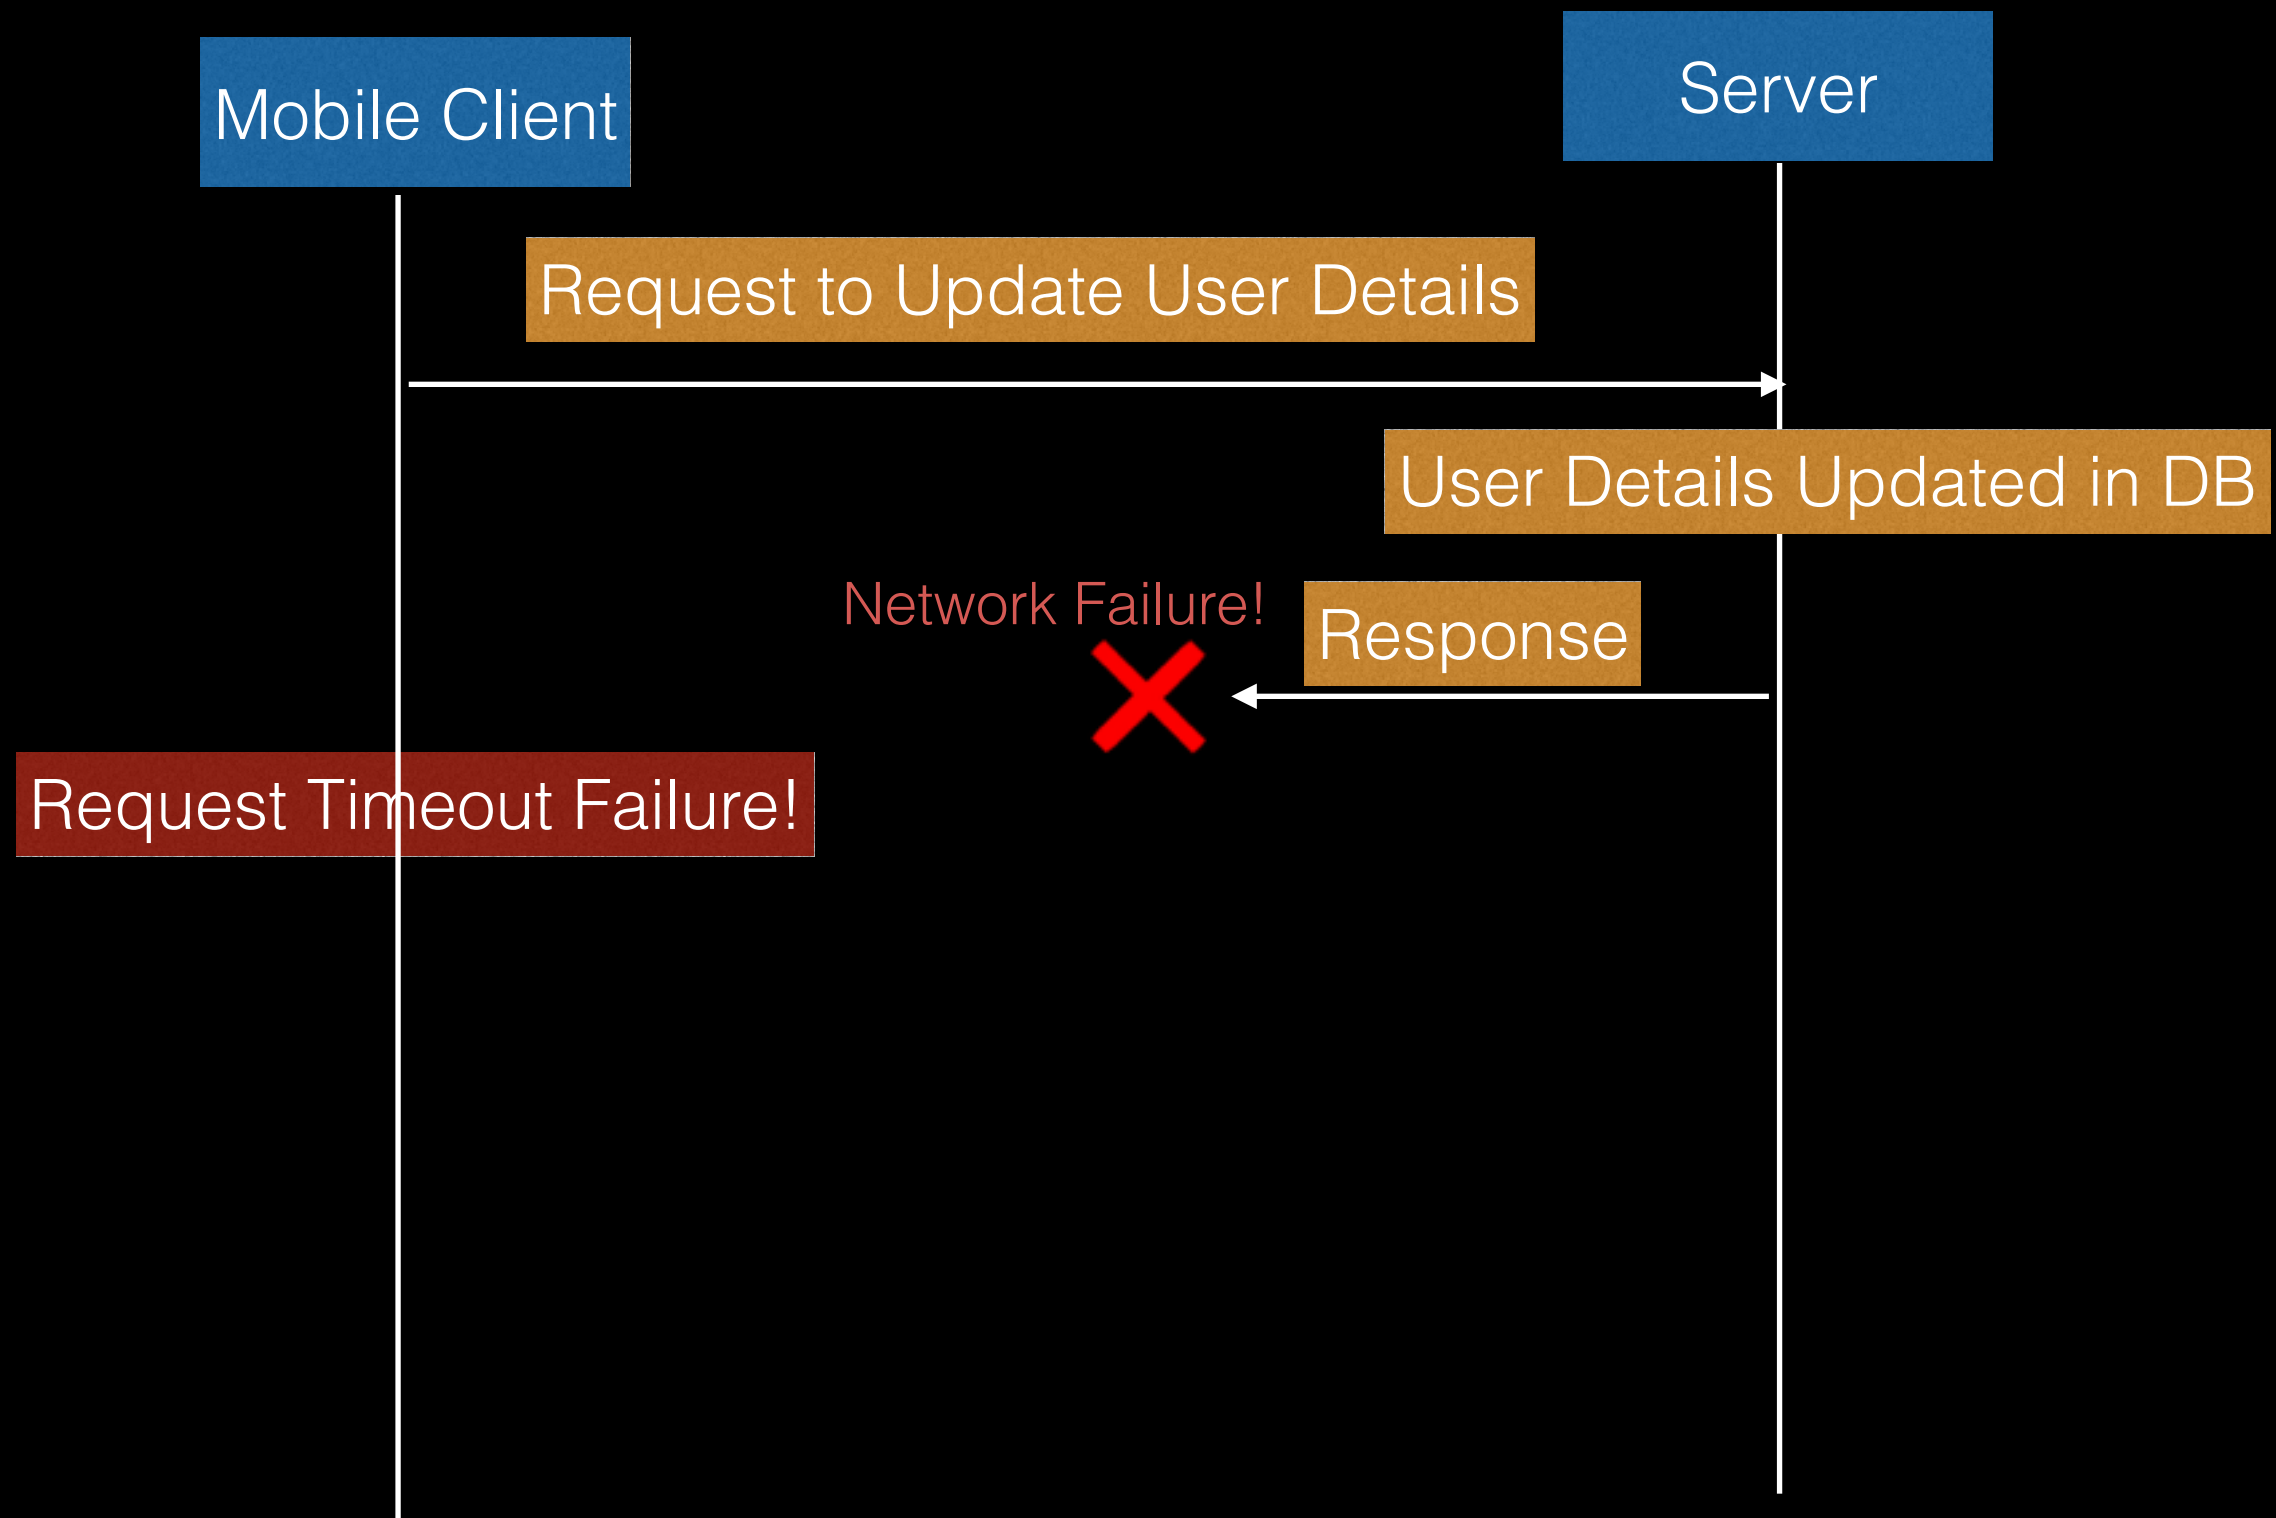 Mobile Client
Server
Request to Update User Details
User Details Updated in DB
Network Failure!
Response
Request Timeout Failure!